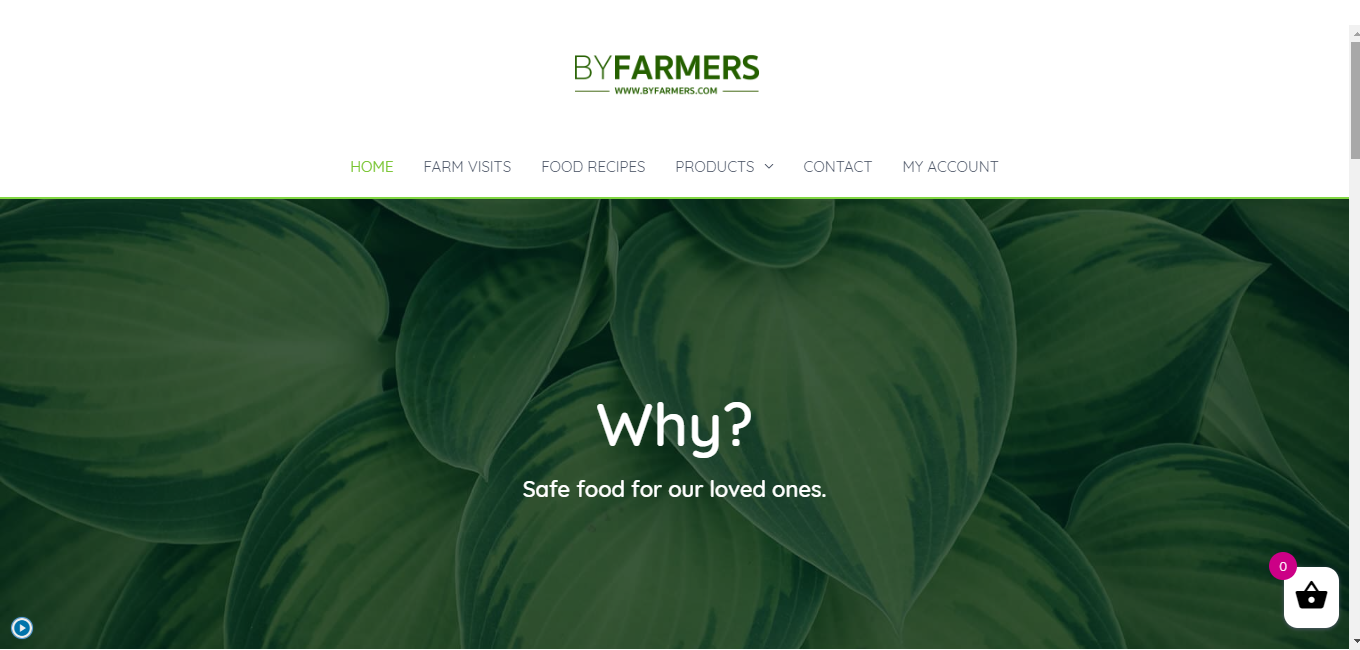 BYFARMERS
WWW.BYFARMERS.COM
HOME FARM VISITS FOOD RECIPES PRODUCTS CONTACT MY ACCOUNT
Why?
Safe food for our loved ones.
0